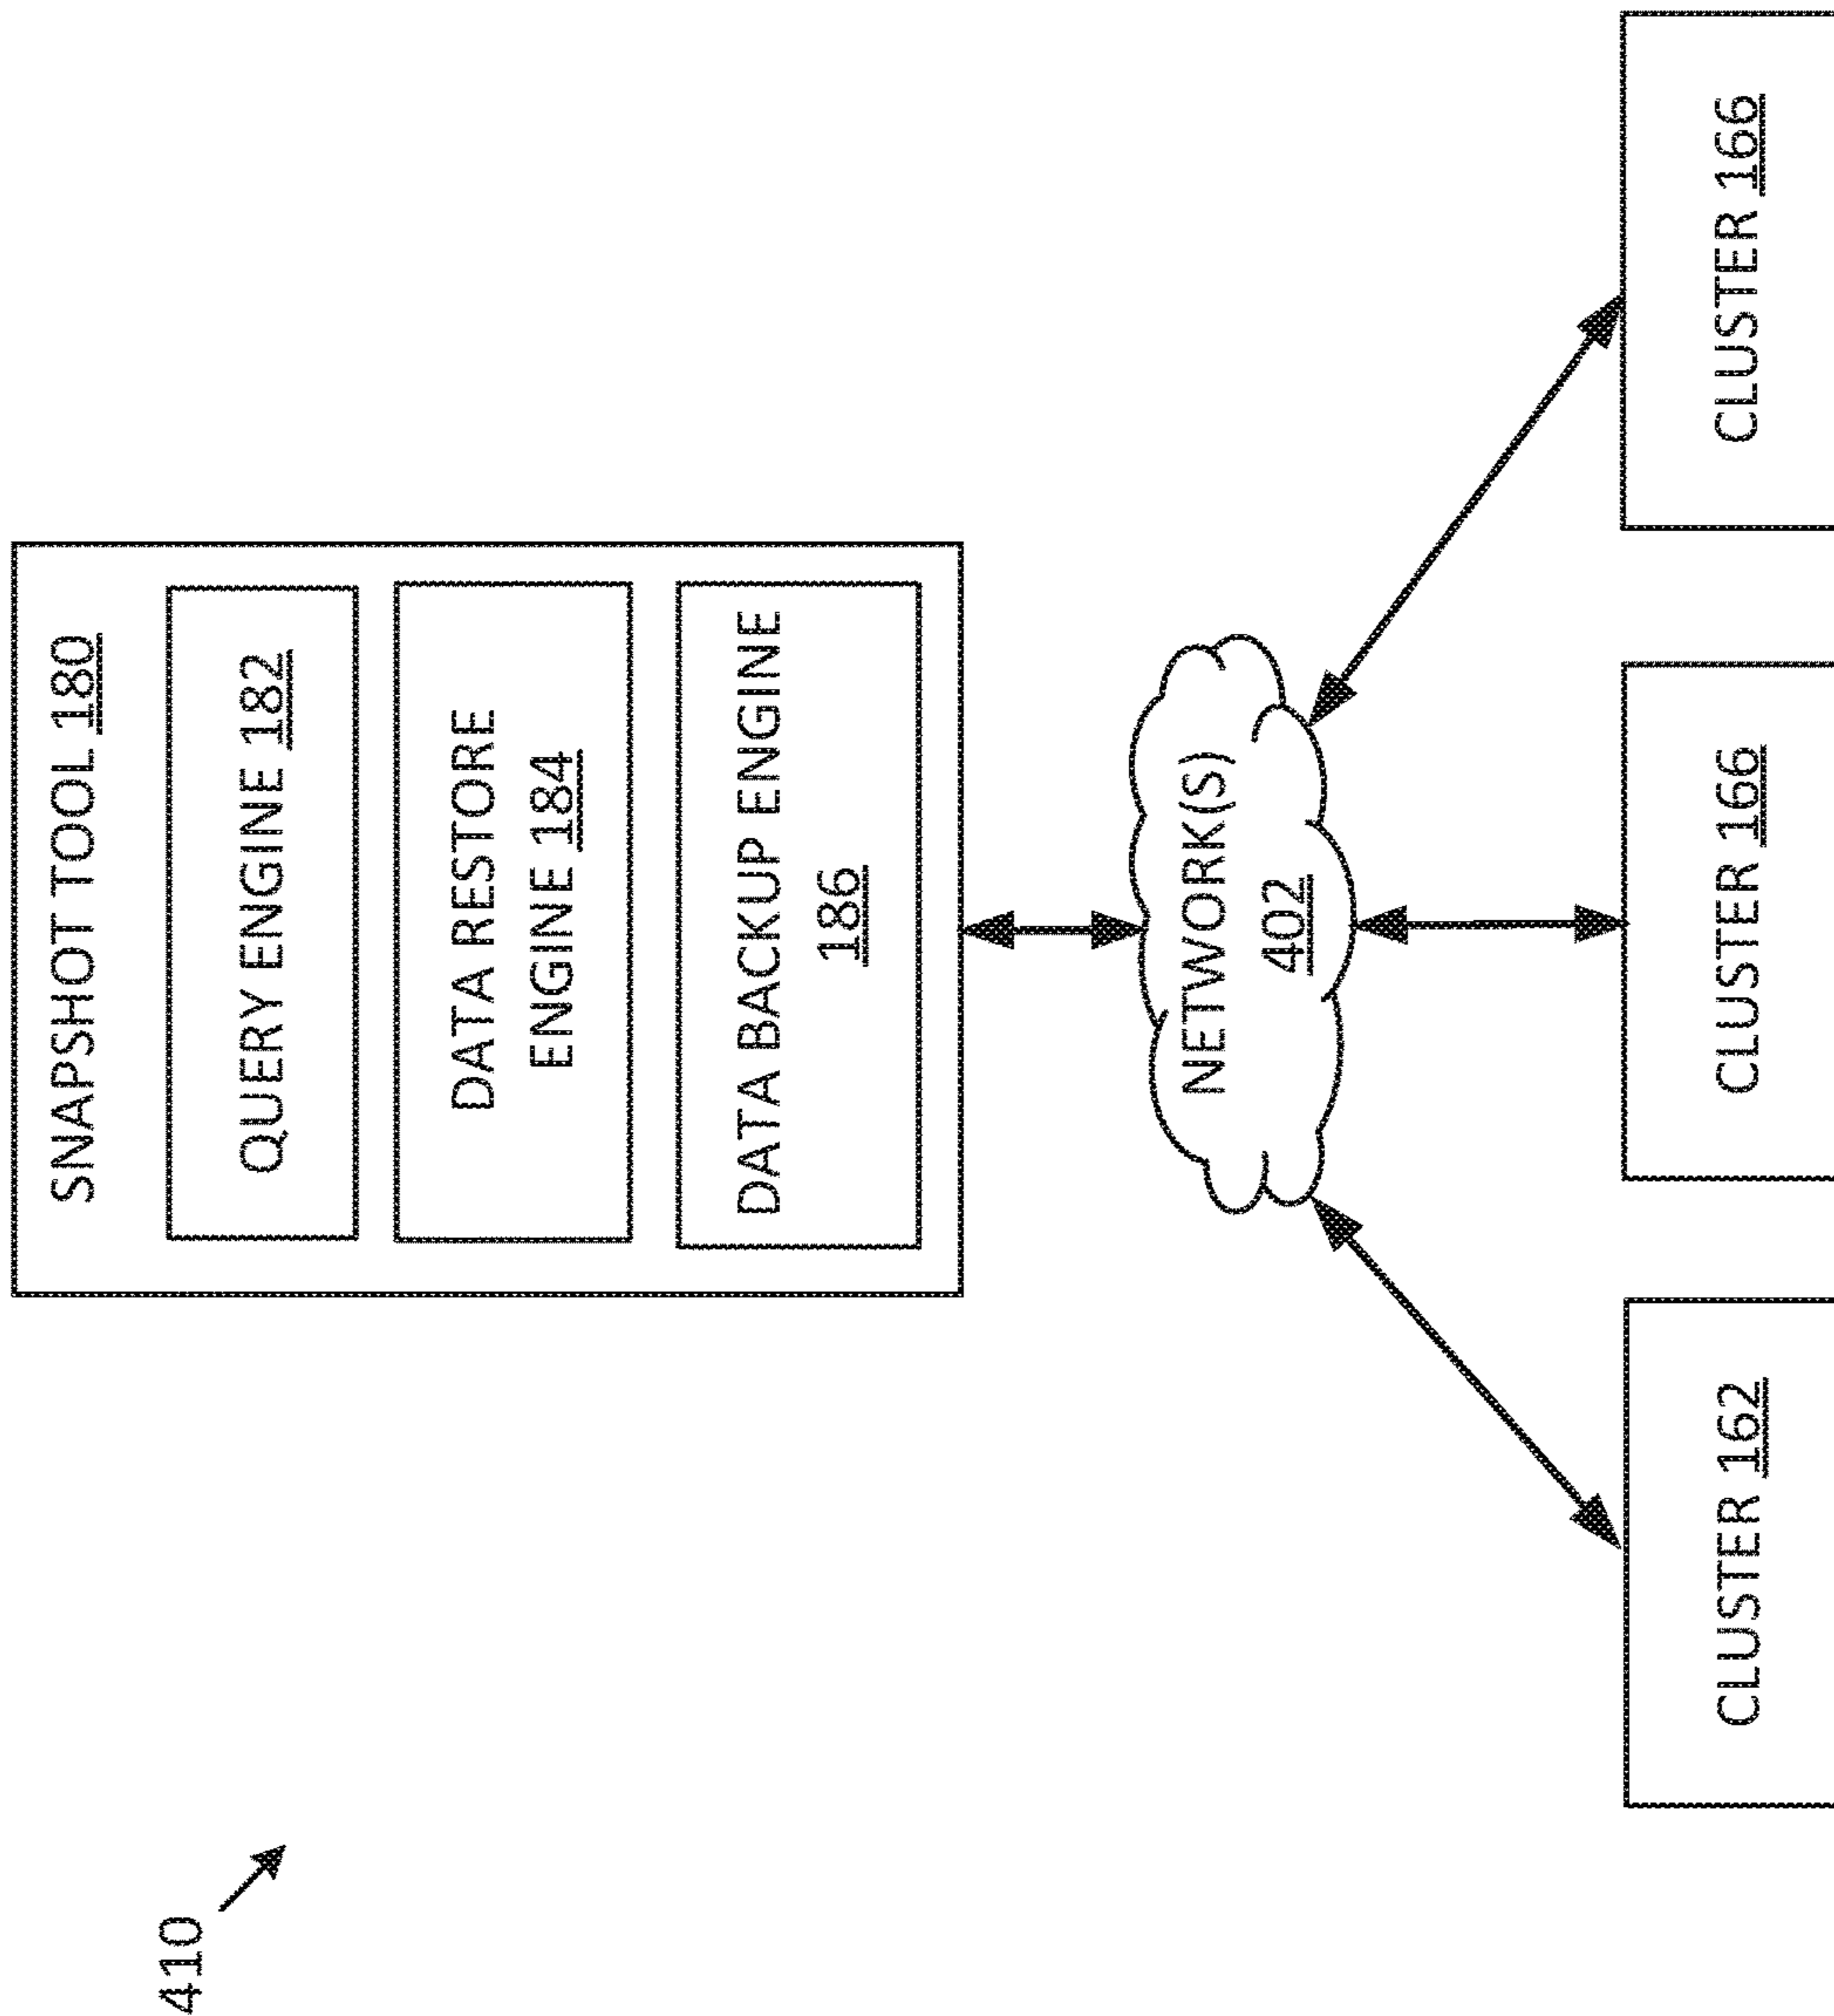 410
SNAPSHOT TOOL 180
QUERY ENGINE 182
DATA RESTORE
ENGINE 184
DATA BACKUP ENGINE
186
NETWORK(S)
402
CLUSTER 162
CLUSTER 166
CLUSTER 166